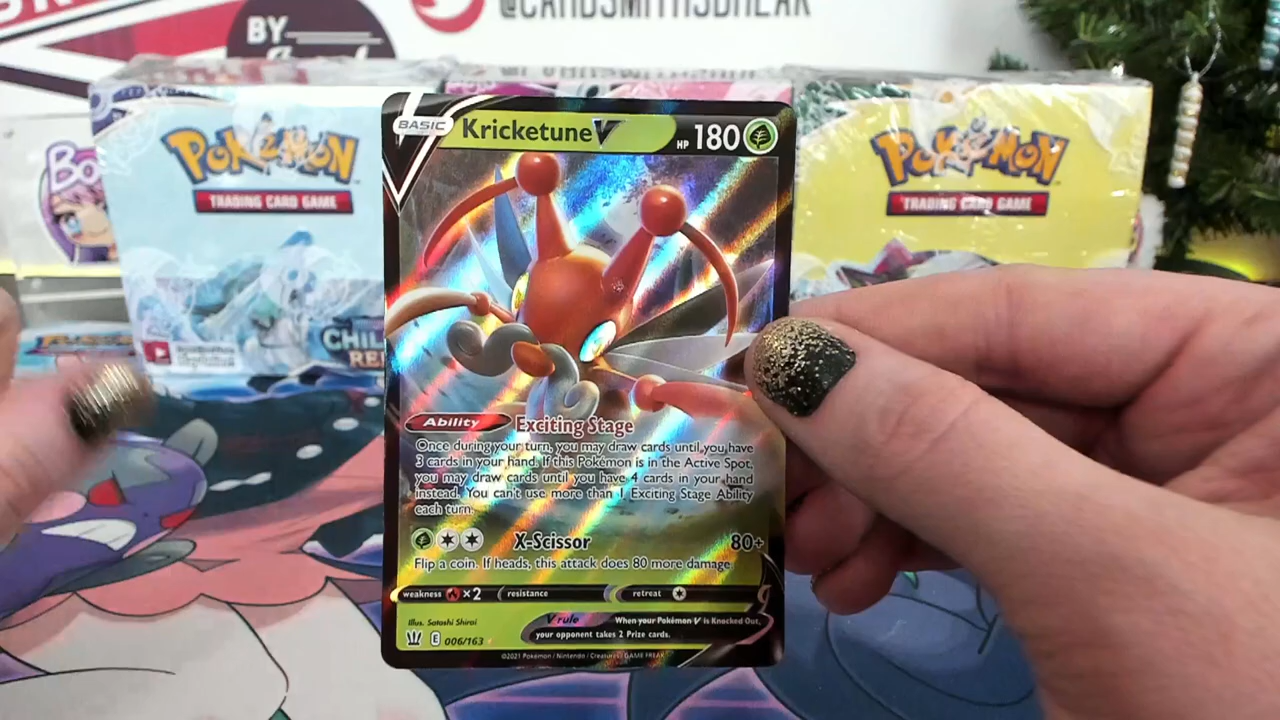 @CARDSMITHSBREAK
BY
Bo
POKéMON
TRADING CARD GAME
POKéMON
TRADING CARD GAME
CHIL
RE
BASIC
Kricketune V
HP 180
Ability Exciting Stage
Once during your turn, you may draw cards until you have
3 cards in your hand. If this Pokémon is in the Active Spot,
you may draw cards until you have 4 cards in your hand
instead. You can't use more than 1 Exciting Stage Ability
each turn.
X-Scissor 80+
Flip a coin. If heads, this attack does 80 more damage.
weakness ×2 resistance retreat
Illus. Satoshi Shirai
V rule When your Pokémon V is Knocked Out,
your opponent takes 2 Prize cards.
E 006/163
©2021 Pokémon / Nintendo / Creatures / GAME FREAK